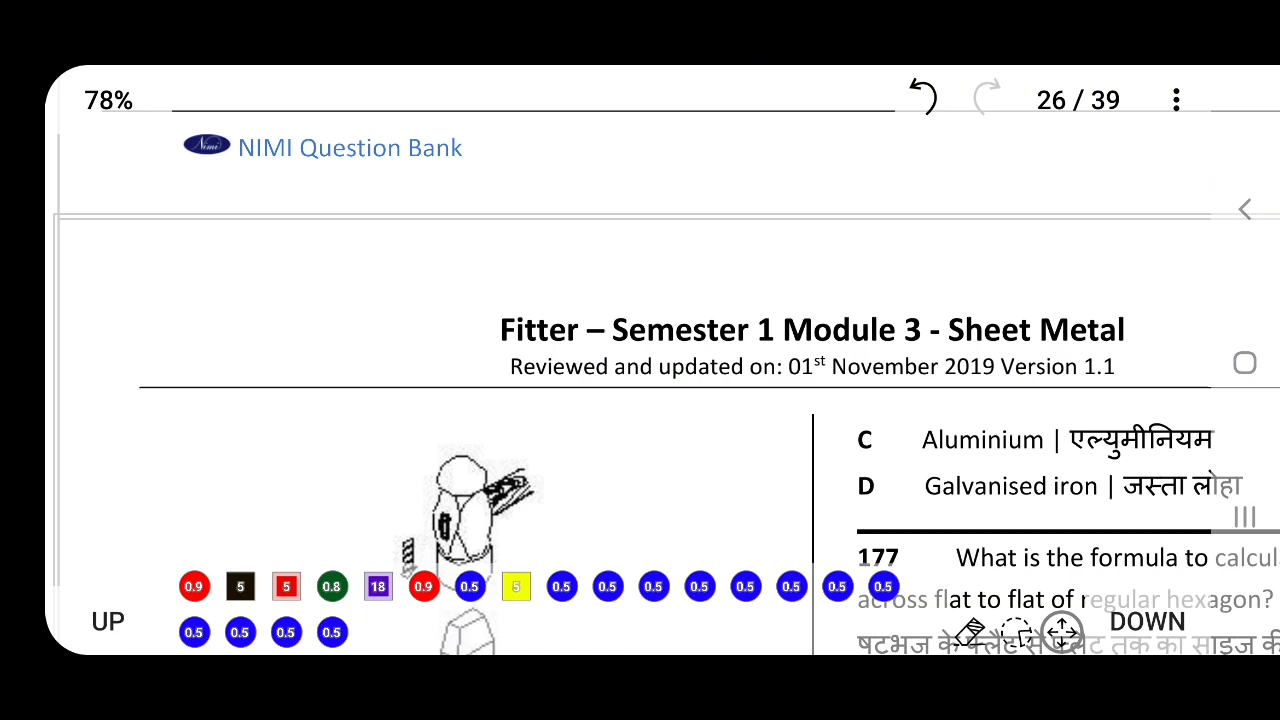 78%
26 / 39
Nimi NIMI Question Bank
Fitter – Semester 1 Module 3 - Sheet Metal
Reviewed and updated on: 01st November 2019 Version 1.1
C Aluminium | एल्युमीनियम
D Galvanised iron | जस्ता लोहा
177 What is the formula to calcul
across flat to flat of regular hexagon?
षटभुज के फ्लैट से फ्लैट तक का साइज की
0.9 5 5 0.8 18 0.9 0.5 5 0.5 0.5 0.5 0.5 0.5 0.5 0.5 0.5
0.5 0.5 0.5 0.5
UP
DOWN